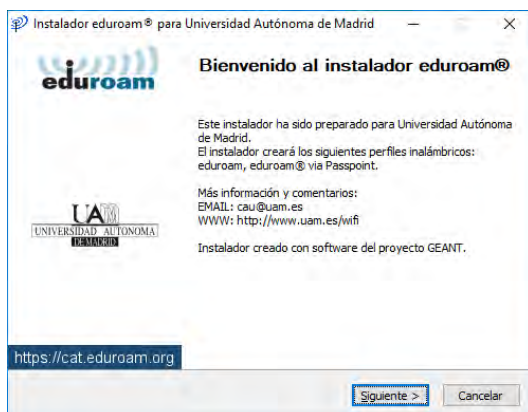 Instalador eduroam® para Universidad Autónoma de Madrid
eduroam
Bienvenido al instalador eduroam®
Este instalador ha sido preparado para Universidad Autónoma
de Madrid.
El instalador creará los siguientes perfiles inalámbricos:
eduroam, eduroam® via Passpoint.
Más información y comentarios:
EMAIL: cau@uam.es
WWW: http://www.uam.es/wifi
Instalador creado con software del proyecto GEANT.
UAM
UNIVERSIDAD AUTONOMA
DE MADRID
https://cat.eduroam.org
Siguiente >
Cancelar